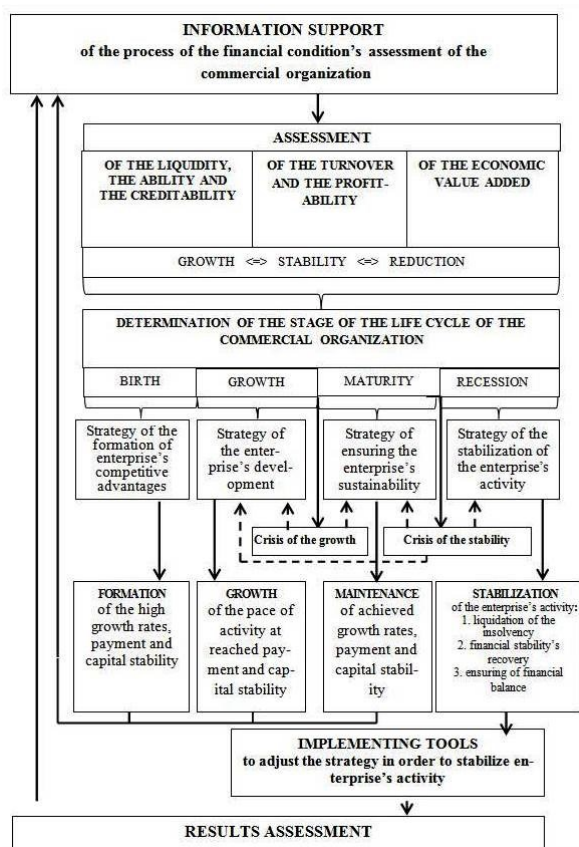 INFORMATION SUPPORT
of the process of the financial condition's assessment of the
commercial organization
ASSESSMENT
OF THE LIQUIDITY,
THE ABILITY AND
THE CREDITABILITY
OF THE TURNOVER
AND THE PROFIT-
ABILITY
OF THE ECONOMIC
VALUE ADDED
GROWTH <=> STABILITY <=> REDUCTION
DETERMINATION OF THE STAGE OF THE LIFE CYCLE OF THE
COMMERCIAL ORGANIZATION
BIRTH
GROWTH
MATURITY
RECESSION
Strategy of the
formation of
enterprise's
competitive
advantages
Strategy of
the enter-
prise's devel-
opment
Strategy of
ensuring the
enterprise's
sustainability
Strategy of the
stabilization of
the enterprise's
activity
Crisis of the growth
Crisis of the stability
FORMATION
of the high
growth rates,
payment and
capital stability
GROWTH
of the pace of
activity at
reached pay-
ment and cap-
ital stability
MAINTENANCE
of achieved
growth rates,
payment and
capital stabil-
ity
STABILIZATION
of the enterprise's activity:
1. liquidation of the
insolvency
2. financial stability's
recovery
3. ensuring of financial
balance
IMPLEMENTING TOOLS
to adjust the strategy in order to stabilize en-
terprise's activity
RESULTS ASSESSMENT